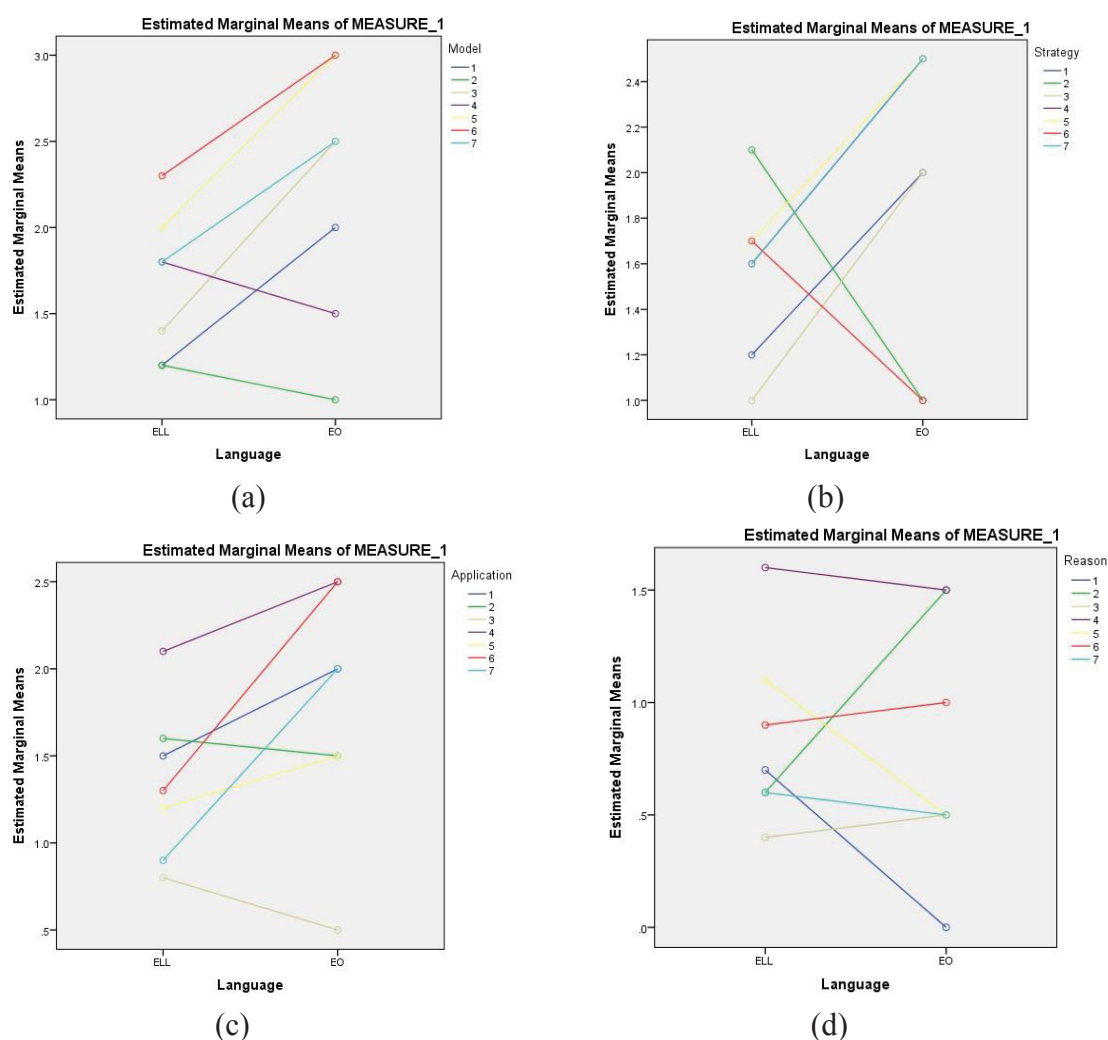 Estimated Marginal Means of MEASURE_1
Estimated Marginal Means
3.0
2.5
2.0
1.5
1.0
ELL EO
Language
Model
1
2
3
4
5
6
7
(a)
Estimated Marginal Means of MEASURE_1
Estimated Marginal Means
2.4
2.2
2.0
1.8
1.6
1.4
1.2
1.0
ELL EO
Language
Strategy
1
2
3
4
5
6
7
(b)
Estimated Marginal Means of MEASURE_1
Estimated Marginal Means
2.5
2.0
1.5
1.0
.5
ELL EO
Language
Application
1
2
3
4
5
6
7
(c)
Estimated Marginal Means of MEASURE_1
Estimated Marginal Means
1.5
1.0
.5
.0
ELL EO
Language
Reason
1
2
3
4
5
6
7
(d)